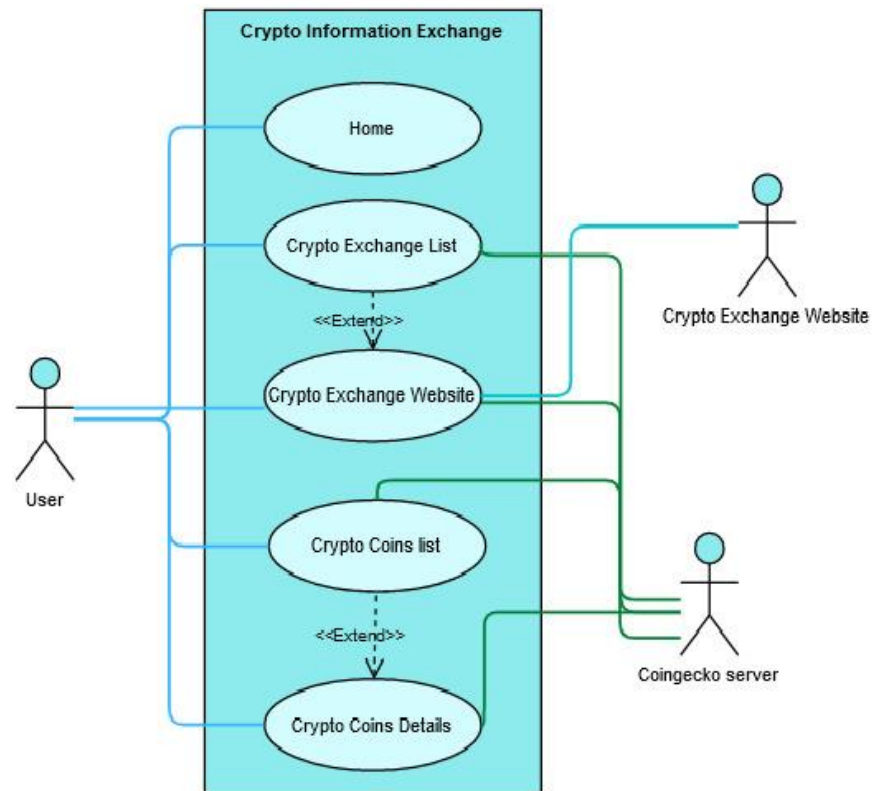 Crypto Information Exchange
Home
Crypto Exchange List
<<Extend>>
Crypto Exchange Website
Crypto Coins list
<<Extend>>
Crypto Coins Details
User
Crypto Exchange Website
Coingecko server